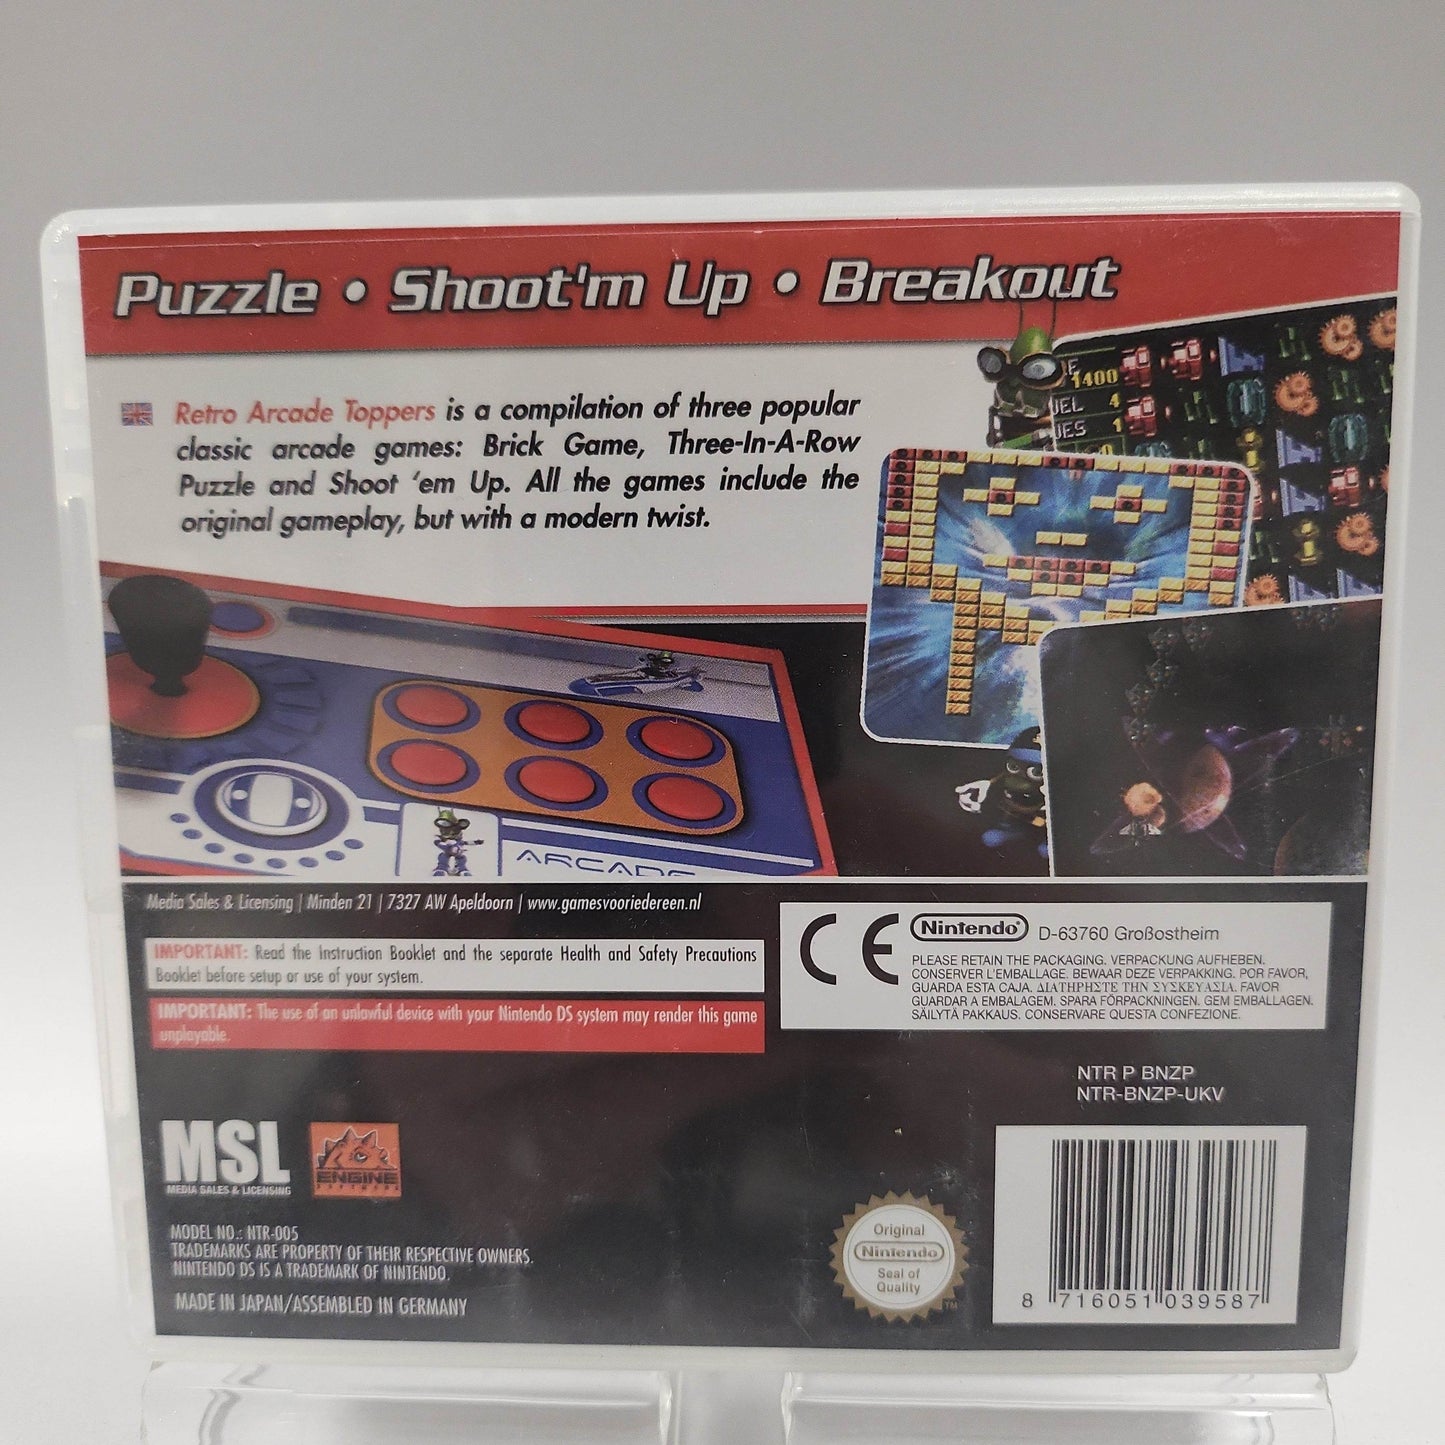 Puzzle • Shoot'm Up • Breakout
Retro Arcade Toppers is a compilation of three popular
classic arcade games: Brick Game, Three-In-A-Row
Puzzle and Shoot 'em Up. All the games include the
original gameplay, but with a modern twist.
1400
4
1
ARCADE
Media Sales & Licensing | Minden 21 | 7327 AW Apeldoorn | www.gamesvooriedereen.nl
IMPORTANT: Read the Instruction Booklet and the separate Health and Safety Precautions
Booklet before setup or use of your system.
IMPORTANT: The use of an unlawful device with your Nintendo DS system may render this game
unplayable.
CE
Nintendo® D-63760 Großostheim
PLEASE RETAIN THE PACKAGING. VERPACKUNG AUFHEBEN.
CONSERVER L'EMBALLAGE. BEWAAR DEZE VERPAKKING. POR FAVOR,
GUARDA ESTA CAJA. ΔΙΑΤΗΡΗΣΤΕ ΤΗΝ ΣΥΣΚΕΥΑΣΙΑ. FAVOR
GUARDAR A EMBALAGEM. SPARA FÖRPACKNINGEN. GEM EMBALLAGEN.
SÄILYTÄ PAKKAUS. CONSERVARE QUESTA CONFEZIONE.
NTR P BNZP
NTR-BNZP-UKV
MSL
MEDIA SALES & LICENSING
ENGINE
SOFTWARE
MODEL NO.: NTR-005
TRADEMARKS ARE PROPERTY OF THEIR RESPECTIVE OWNERS.
NINTENDO DS IS A TRADEMARK OF NINTENDO.
MADE IN JAPAN/ASSEMBLED IN GERMANY
Original
Nintendo
Seal of
Quality
TM
8 716051 039587